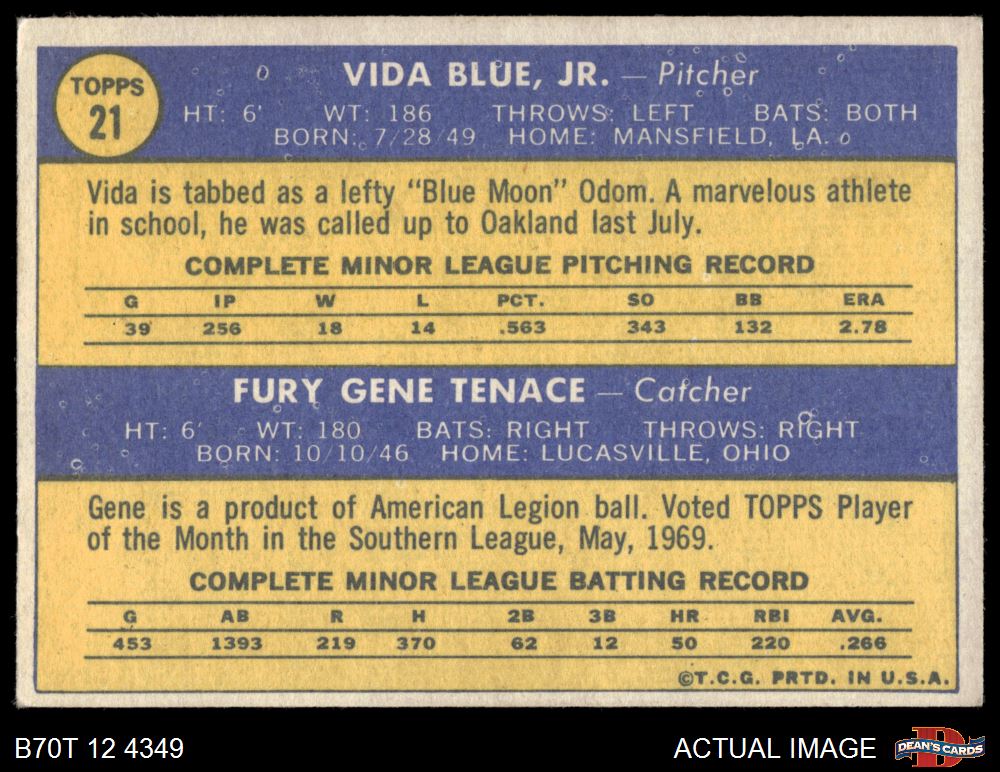 TOPPS
21
VIDA BLUE, JR. — Pitcher
HT: 6' WT: 186 THROWS: LEFT BATS: BOTH
BORN: 7/28/49 HOME: MANSFIELD, LA.
Vida is tabbed as a lefty “Blue Moon” Odom. A marvelous athlete
in school, he was called up to Oakland last July.
COMPLETE MINOR LEAGUE PITCHING RECORD
G IP W L PCT. SO BB ERA
39 256 18 14 .563 343 132 2.78
FURY GENE TENACE — Catcher
HT: 6' WT: 180 BATS: RIGHT THROWS: RIGHT
BORN: 10/10/46 HOME: LUCASVILLE, OHIO
Gene is a product of American Legion ball. Voted TOPPS Player
of the Month in the Southern League, May, 1969.
COMPLETE MINOR LEAGUE BATTING RECORD
G AB R H 2B 3B HR RBI AVG.
453 1393 219 370 62 12 50 220 .266
©T.C.G. PRTD. IN U.S.A.
B70T 12 4349 ACTUAL IMAGE DEAN'S CARDS